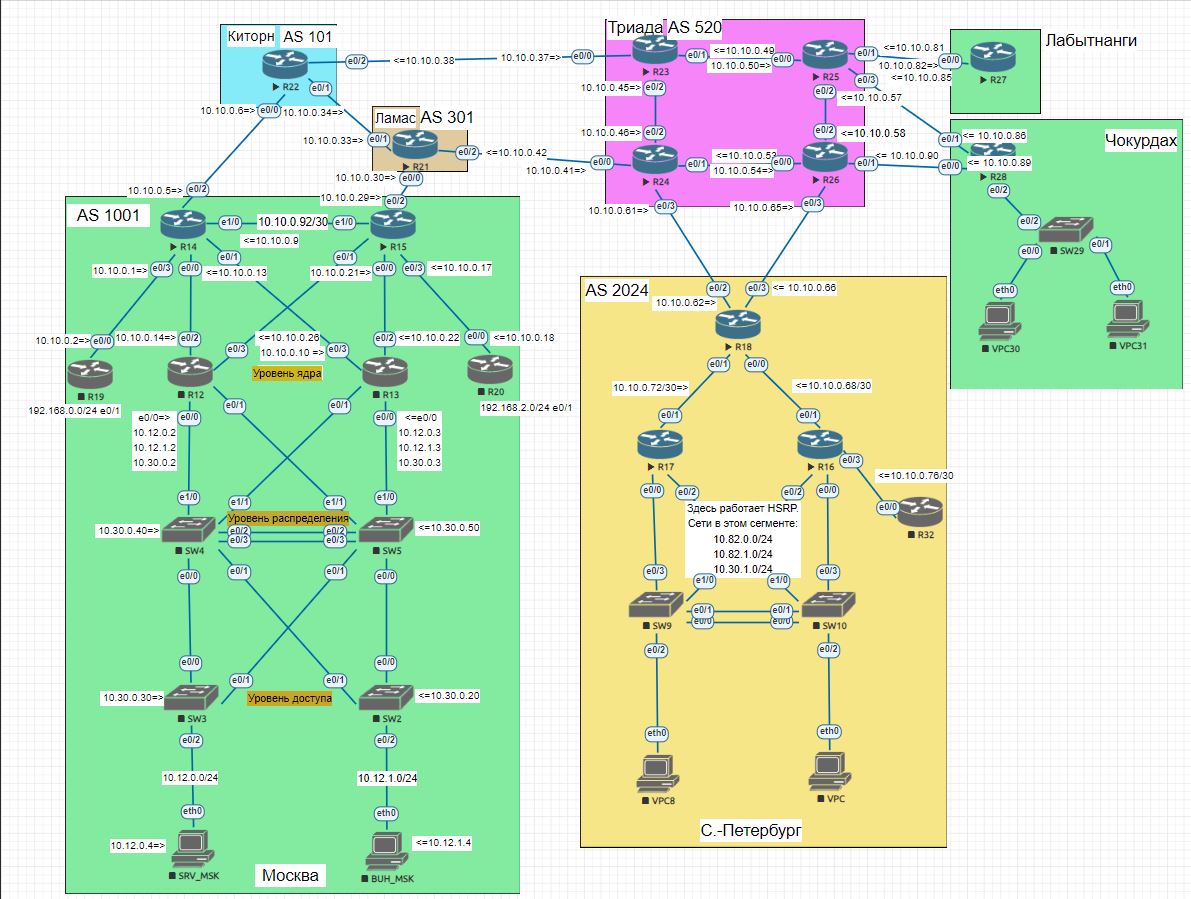 Киторн AS 101
Триада AS 520
Лабытнанги
e0/2
<=10.10.0.38
10.10.0.37=>
e0/0
R23
e0/1
<=10.10.0.49
10.10.0.50=>
e0/0
R25
e0/1
<=10.10.0.81
10.10.0.82=>
e0/0
R27
e0/3
<=10.10.0.85
R22
e0/1
10.10.0.6=>
e0/0
10.10.0.34=>
10.10.0.45=>
e0/2
e0/2
<=10.10.0.57
Ламас AS 301
10.10.0.33=>
e0/1
R21
e0/2
<=10.10.0.42
10.10.0.41=>
e0/0
10.10.0.46=>
e0/2
R24
e0/1
<=10.10.0.53
10.10.0.54=>
e0/0
e0/2
<=10.10.0.58
R26
e0/1
<=10.10.0.90
e0/1
<=10.10.0.86
e0/0
<=10.10.0.89
R28
Чокурдах
e0/2
e0/2
SW29
e0/0
e0/1
eth0
eth0
VPC30
VPC31
10.10.0.30=>
e0/0
10.10.0.5=>
e0/2
10.10.0.29=>
e0/2
10.10.0.61=>
e0/3
10.10.0.65=>
e0/3
AS 1001
R14
e1/0
10.10.0.92/30
e1/0
R15
<=10.10.0.9
e0/1
e0/1
10.10.0.1=>
e0/3
e0/0
<=10.10.0.13
10.10.0.21=>
e0/0
e0/3
<=10.10.0.17
10.10.0.2=>
e0/0
10.10.0.14=>
e0/2
<=10.10.0.26
10.10.0.10 =>
e0/3
e0/3
e0/2
<=10.10.0.22
e0/0
<=10.10.0.18
Уровень ядра
R19
R12
R13
R20
192.168.0.0/24 e0/1
192.168.2.0/24 e0/1
e0/0=>
10.12.0.2
10.12.1.2
10.30.0.2
e0/0
e0/1
e0/1
e0/0
<=e0/0
10.12.0.3
10.12.1.3
10.30.0.3
e1/0
e1/1
e1/1
e1/0
Уровень распределения
10.30.0.40=>
e0/2
e0/3
e0/2
e0/3
<=10.30.0.50
SW4
SW5
e0/0
e0/1
e0/1
e0/0
e0/0
e0/1
e0/1
e0/0
10.30.0.30=>
Уровень доступа
<=10.30.0.20
SW3
SW2
e0/2
e0/2
10.12.0.0/24
10.12.1.0/24
eth0
eth0
10.12.0.4=>
<=10.12.1.4
SRV_MSK
BUH_MSK
Москва
AS 2024
e0/2
e0/3
<= 10.10.0.66
10.10.0.62=>
R18
e0/1
e0/0
10.10.0.72/30=>
<=10.10.0.68/30
e0/1
e0/1
R17
R16
e0/3
e0/0
e0/2
e0/2
e0/0
<=10.10.0.76/30
e0/0
R32
Здесь работает HSRP.
Сети в этом сегменте:
10.82.0.0/24
10.82.1.0/24
10.30.1.0/24
e0/3
e1/0
e1/0
e0/3
e0/1
e0/0
e0/1
e0/0
SW9
SW10
e0/2
e0/2
eth0
eth0
VPC8
VPC
С.-Петербург